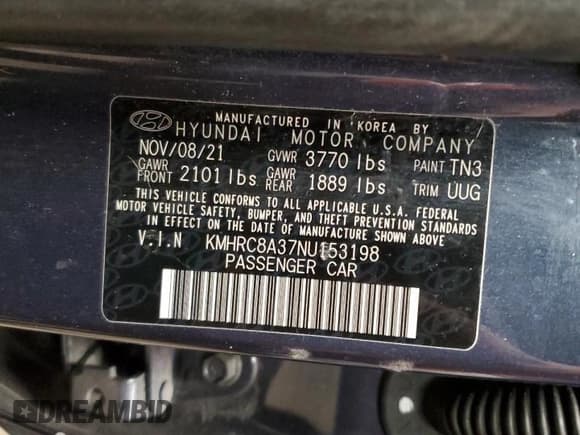 MANUFACTURED IN KOREA BY
HYUNDAI MOTOR COMPANY
NOV/08/21 GVWR 3770 lbs PAINT TN3
GAWR FRONT 2101 lbs GAWR REAR 1889 lbs TRIM UUG
THIS VEHICLE CONFORMS TO ALL APPLICABLE U.S.A. FEDERAL
MOTOR VEHICLE SAFETY, BUMPER, AND THEFT PREVENTION STANDARDS
IN EFFECT ON THE DATE OF MANUFACTURE SHOWN ABOVE.
V.I.N KMHRC8A37NU153198
PASSENGER CAR
DREAMBID